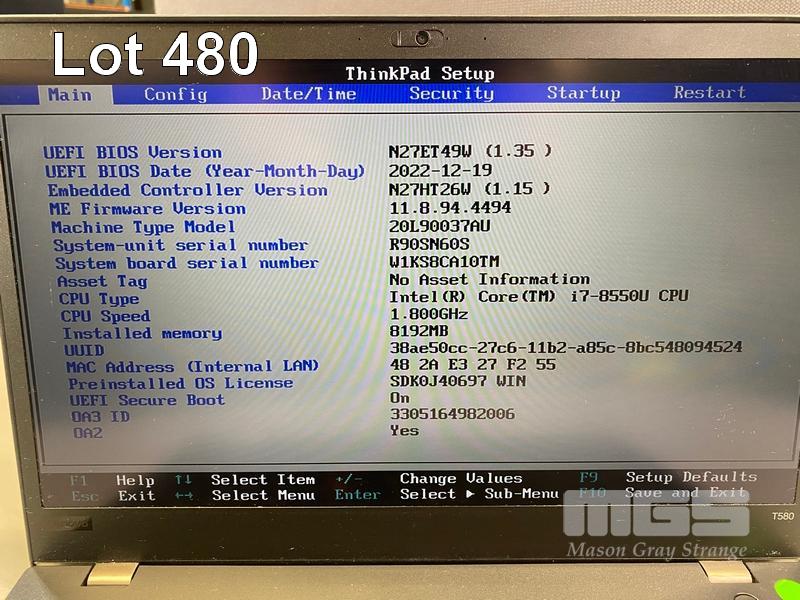 Lot 480
ThinkPad Setup
Main Config Date/Time Security Startup Restart
UEFI BIOS Version N27ET49W (1.35 )
UEFI BIOS Date (Year-Month-Day) 2022-12-19
Embedded Controller Version N27HT26W (1.15 )
ME Firmware Version 11.8.94.4494
Machine Type Model 20L90037AU
System-unit serial number R90SN60S
System board serial number W1KS8CA10TM
Asset Tag No Asset Information
CPU Type Intel(R) Core(TM) i7-8550U CPU
CPU Speed 1.800GHz
Installed memory 8192MB
UUID 38ae50cc-27c6-11b2-a85c-8bc548094524
MAC Address (Internal LAN) 48 2A E3 27 F2 55
Preinstalled OS License SDK0J40697 WIN
UEFI Secure Boot On
OA3 ID 3305164982006
OA2 Yes
F1 Help ↑↓ Select Item +/- Change Values F9 Setup Defaults
Esc Exit ←→ Select Menu Enter Select ▶ Sub-Menu F10 Save and Exit
T580
MGS
Mason Gray Strange